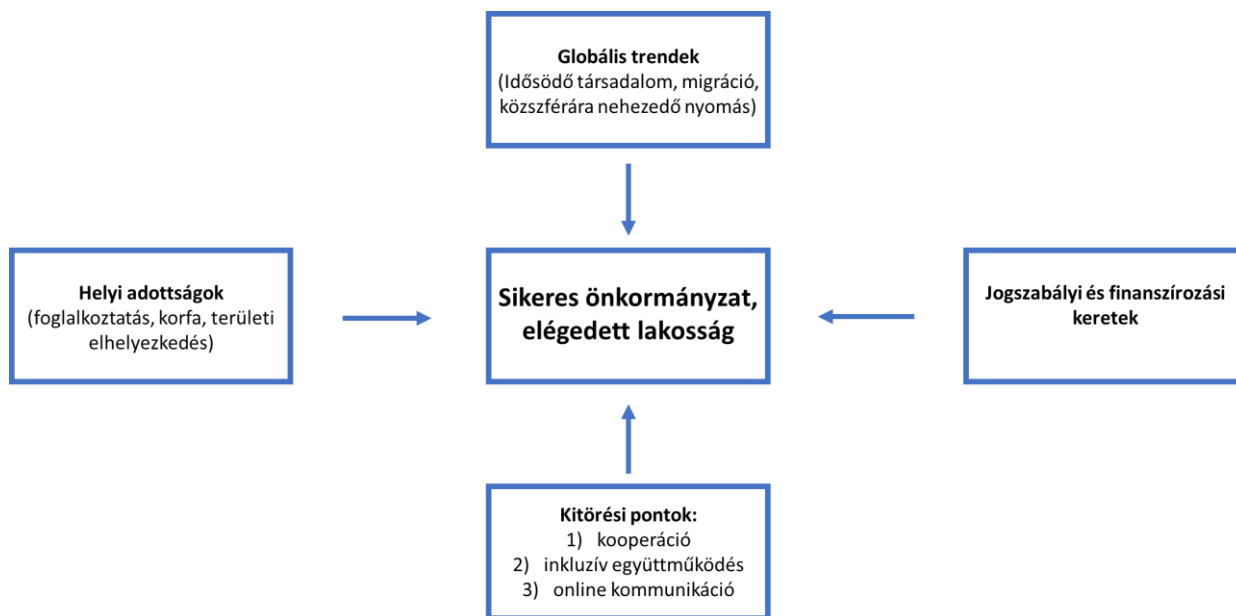 Globális trendek
(Idősödő társadalom, migráció,
közszférára nehezedő nyomás)
Helyi adottságok
(foglalkoztatás, korfa, területi
elhelyezkedés)
Sikeres önkormányzat,
elégedett lakosság
Jogszabályi és finanszírozási
keretek
Kitörési pontok:
1) kooperáció
2) inkluzív együttműködés
3) online kommunikáció